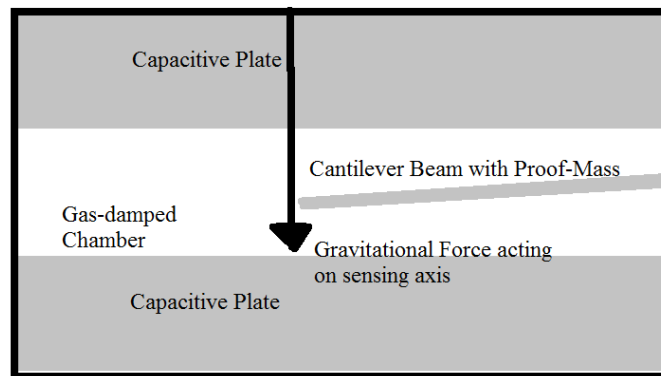 Capacitive Plate
Cantilever Beam with Proof-Mass
Gas-damped
Chamber
Gravitational Force acting
on sensing axis
Capacitive Plate